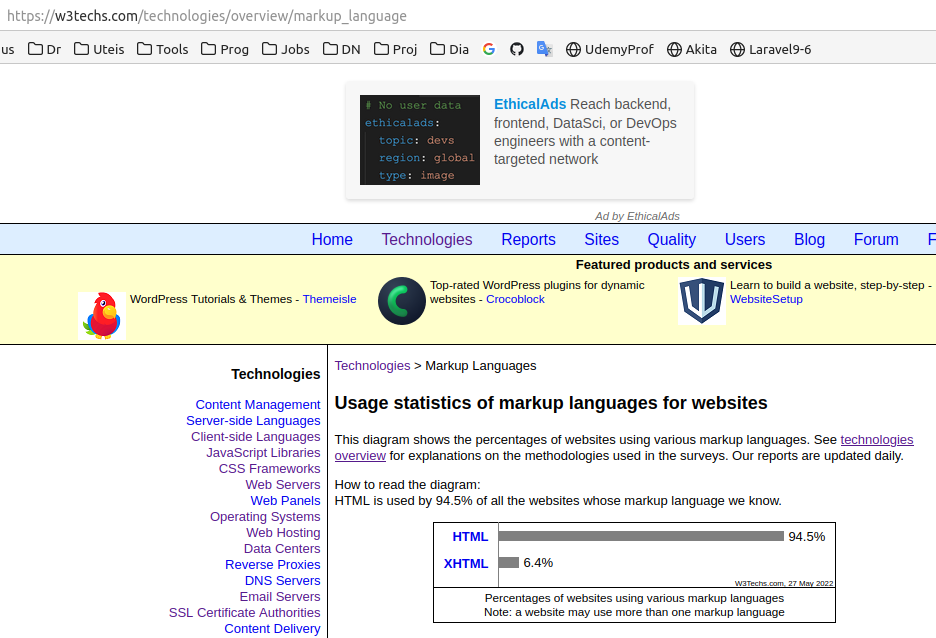 https://w3techs.com/technologies/overview/markup_language
us Dr Uteis Tools Prog Jobs DN Proj Dia G G UdemyProf Akita Laravel9-6
# No user data
ethicalads:
topic: devs
region: global
type: image
EthicalAds Reach backend,
frontend, DataSci, or DevOps
engineers with a content-
targeted network
Ad by EthicalAds
Home Technologies Reports Sites Quality Users Blog Forum F
Featured products and services
WordPress Tutorials & Themes - Themeisle
Top-rated WordPress plugins for dynamic
websites - Crocoblock
Learn to build a website, step-by-step -
WebsiteSetup
Technologies
Content Management
Server-side Languages
Client-side Languages
JavaScript Libraries
CSS Frameworks
Web Servers
Web Panels
Operating Systems
Web Hosting
Data Centers
Reverse Proxies
DNS Servers
Email Servers
SSL Certificate Authorities
Content Delivery
Technologies > Markup Languages
Usage statistics of markup languages for websites
This diagram shows the percentages of websites using various markup languages. See technologies
overview for explanations on the methodologies used in the surveys. Our reports are updated daily.
How to read the diagram:
HTML is used by 94.5% of all the websites whose markup language we know.
HTML 94.5%
XHTML 6.4%
W3Techs.com, 27 May 2022
Percentages of websites using various markup languages
Note: a website may use more than one markup language